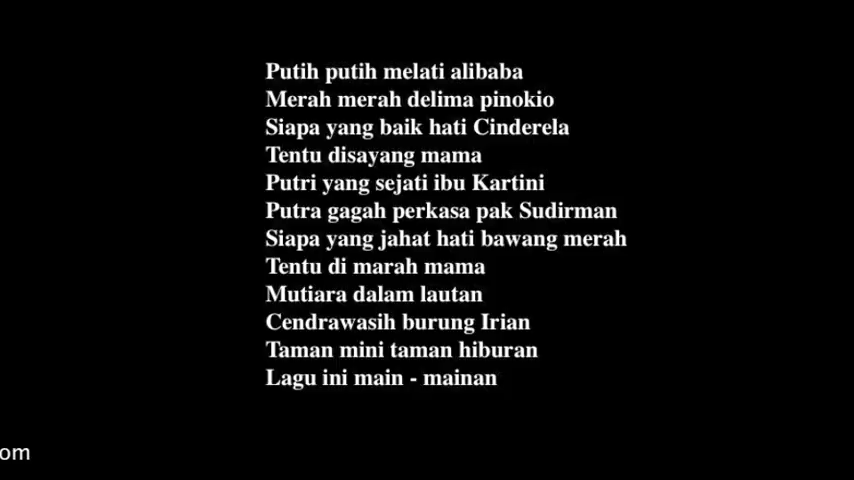 Putih putih melati alibaba
Merah merah delima pinokio
Siapa yang baik hati Cinderela
Tentu disayang mama
Putri yang sejati ibu Kartini
Putra gagah perkasa pak Sudirman
Siapa yang jahat hati bawang merah
Tentu di marah mama
Mutiara dalam lautan
Cendrawasih burung Irian
Taman mini taman hiburan
Lagu ini main - mainan
om